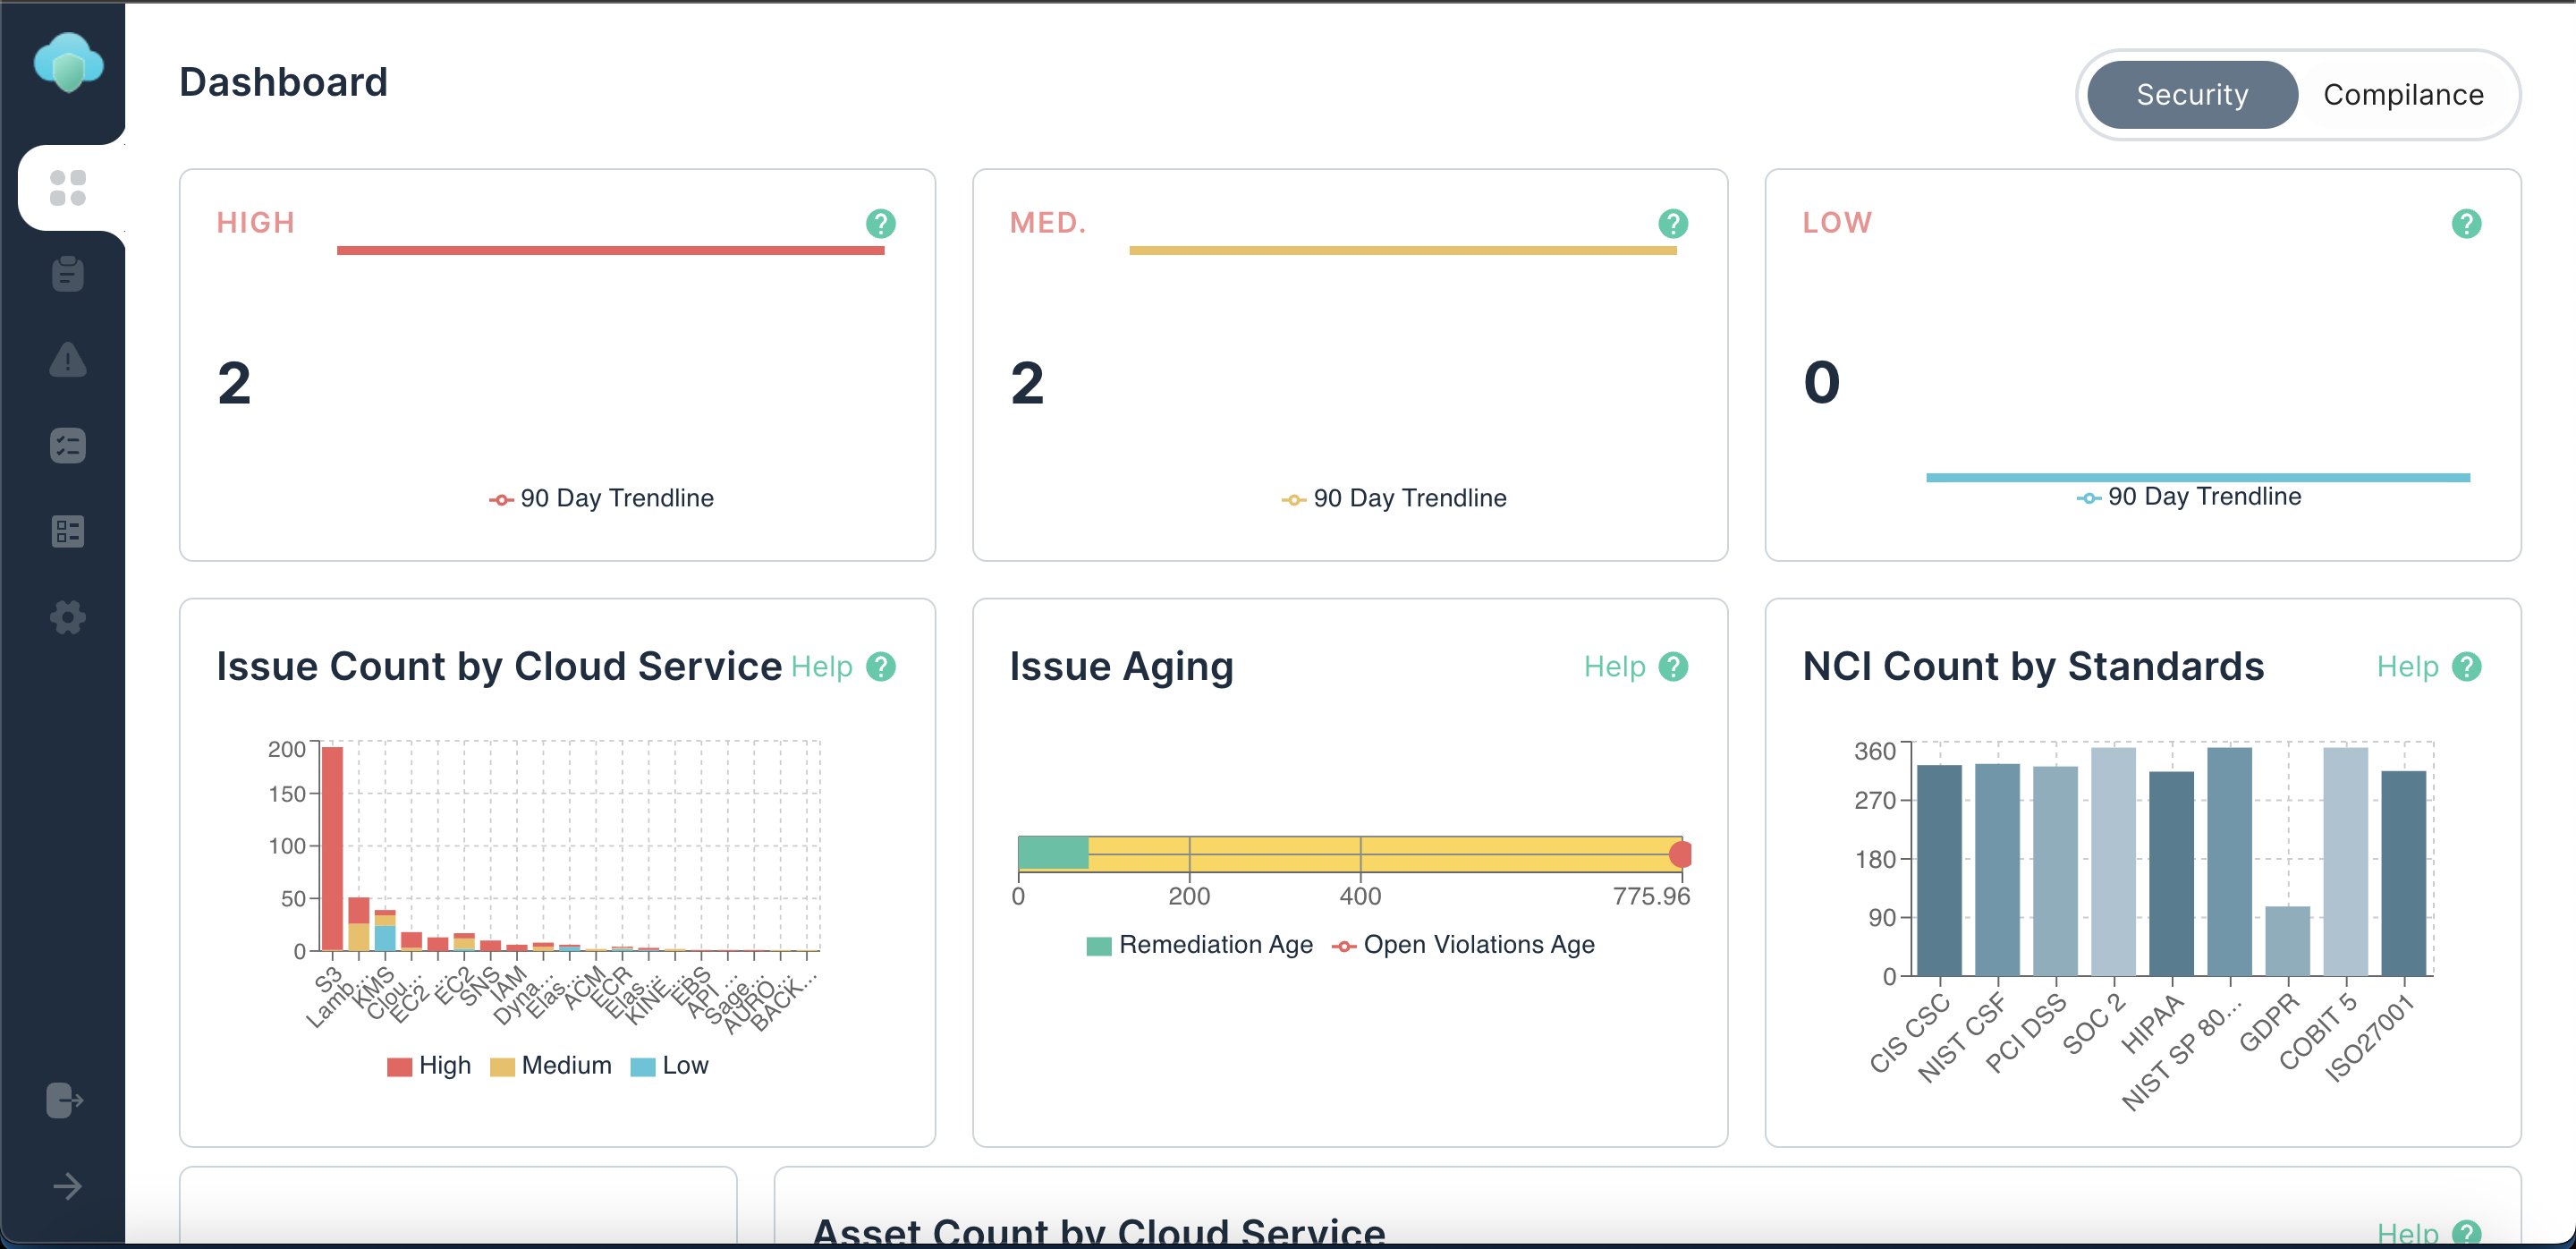 Dashboard
Security
Compilance
HIGH
2
90 Day Trendline
MED.
2
90 Day Trendline
LOW
0
90 Day Trendline
Issue Count by Cloud Service
Help
200
150
100
50
0
S3
Lamb...
KMS
Clou...
EC2 ...
EC2
SNS
IAM
Dyna...
Elas...
ACM
ECR
Elas...
KINE...
EBS
API ...
Sage...
AURO...
BACK...
High
Medium
Low
Issue Aging
Help
0
200
400
775.96
Remediation Age
Open Violations Age
NCI Count by Standards
Help
360
270
180
90
0
CIS CSC
NIST CSF
PCI DSS
SOC 2
HIPAA
NIST SP 80...
GDPR
COBIT 5
ISO27001
Asset Count by Cloud Service
Help